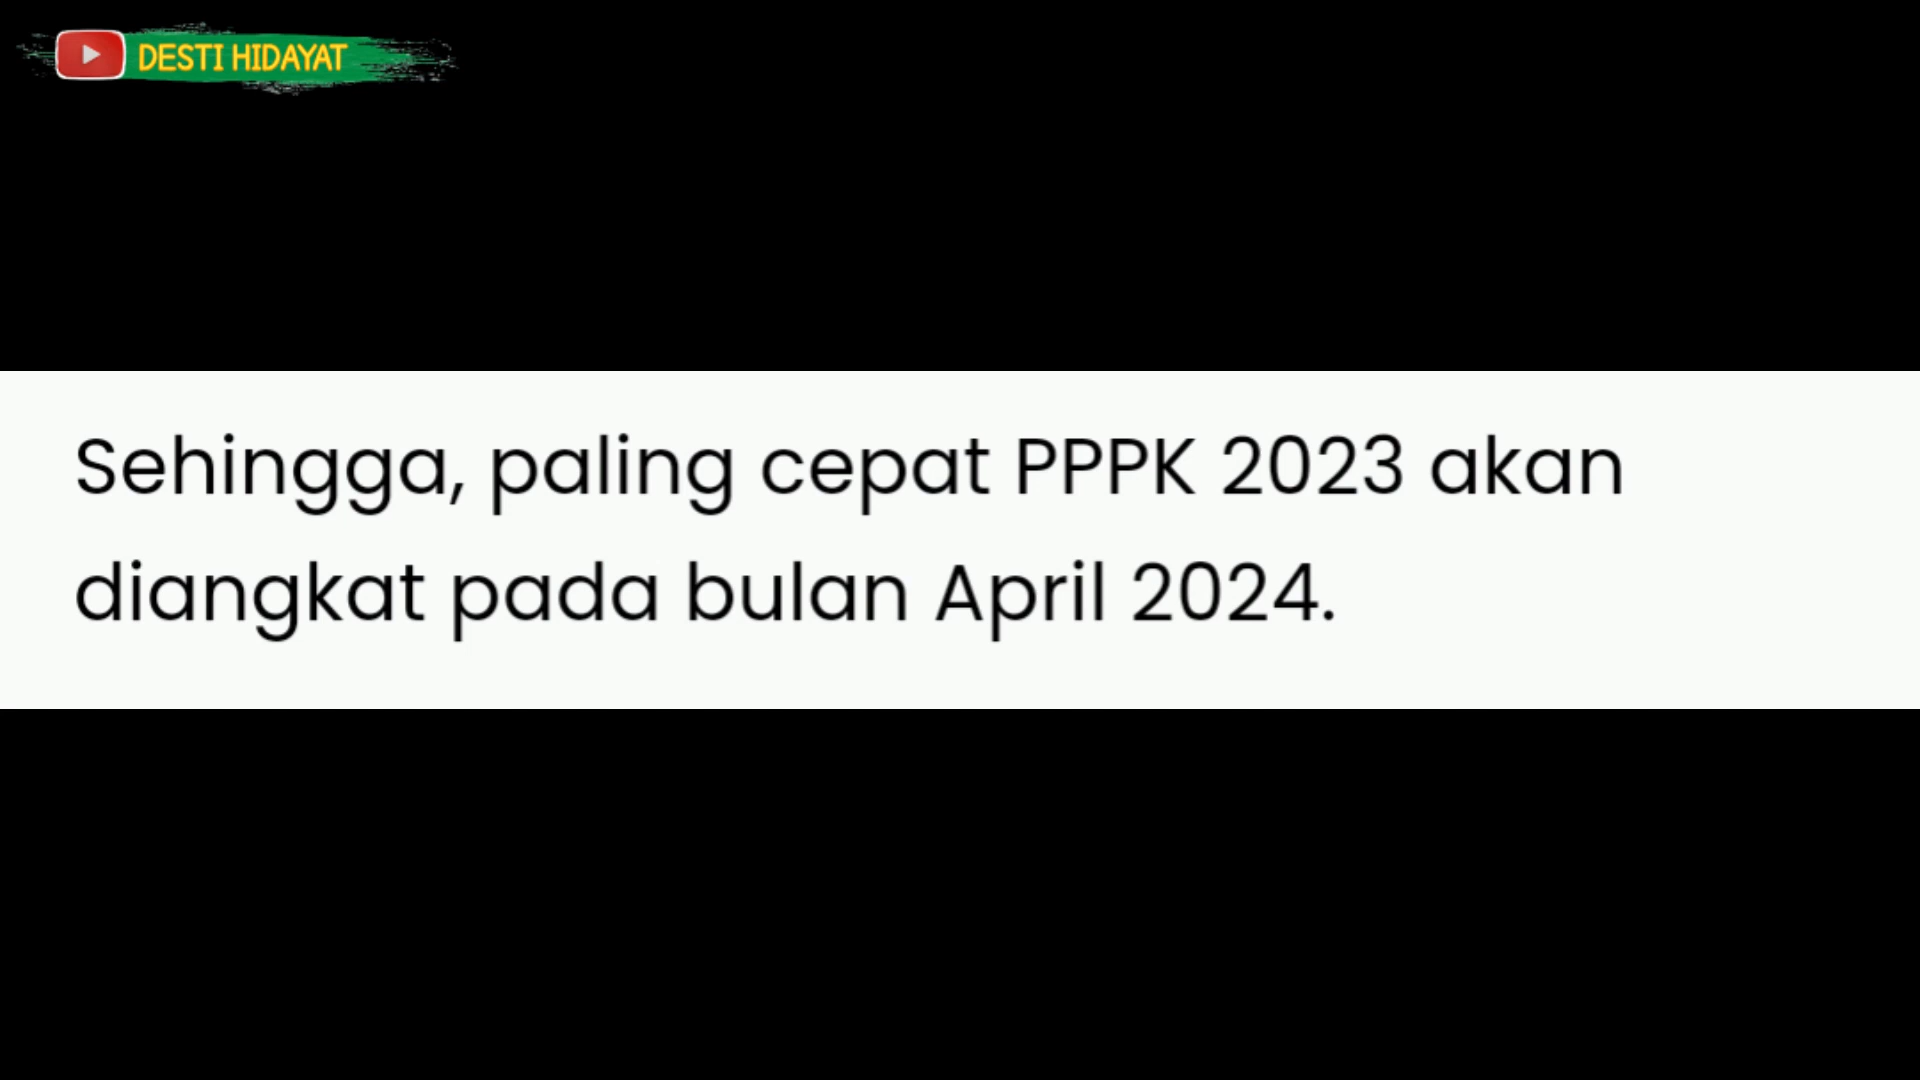 DESTI HIDAYAT
Sehingga, paling cepat PPPK 2023 akan
diangkat pada bulan April 2024.